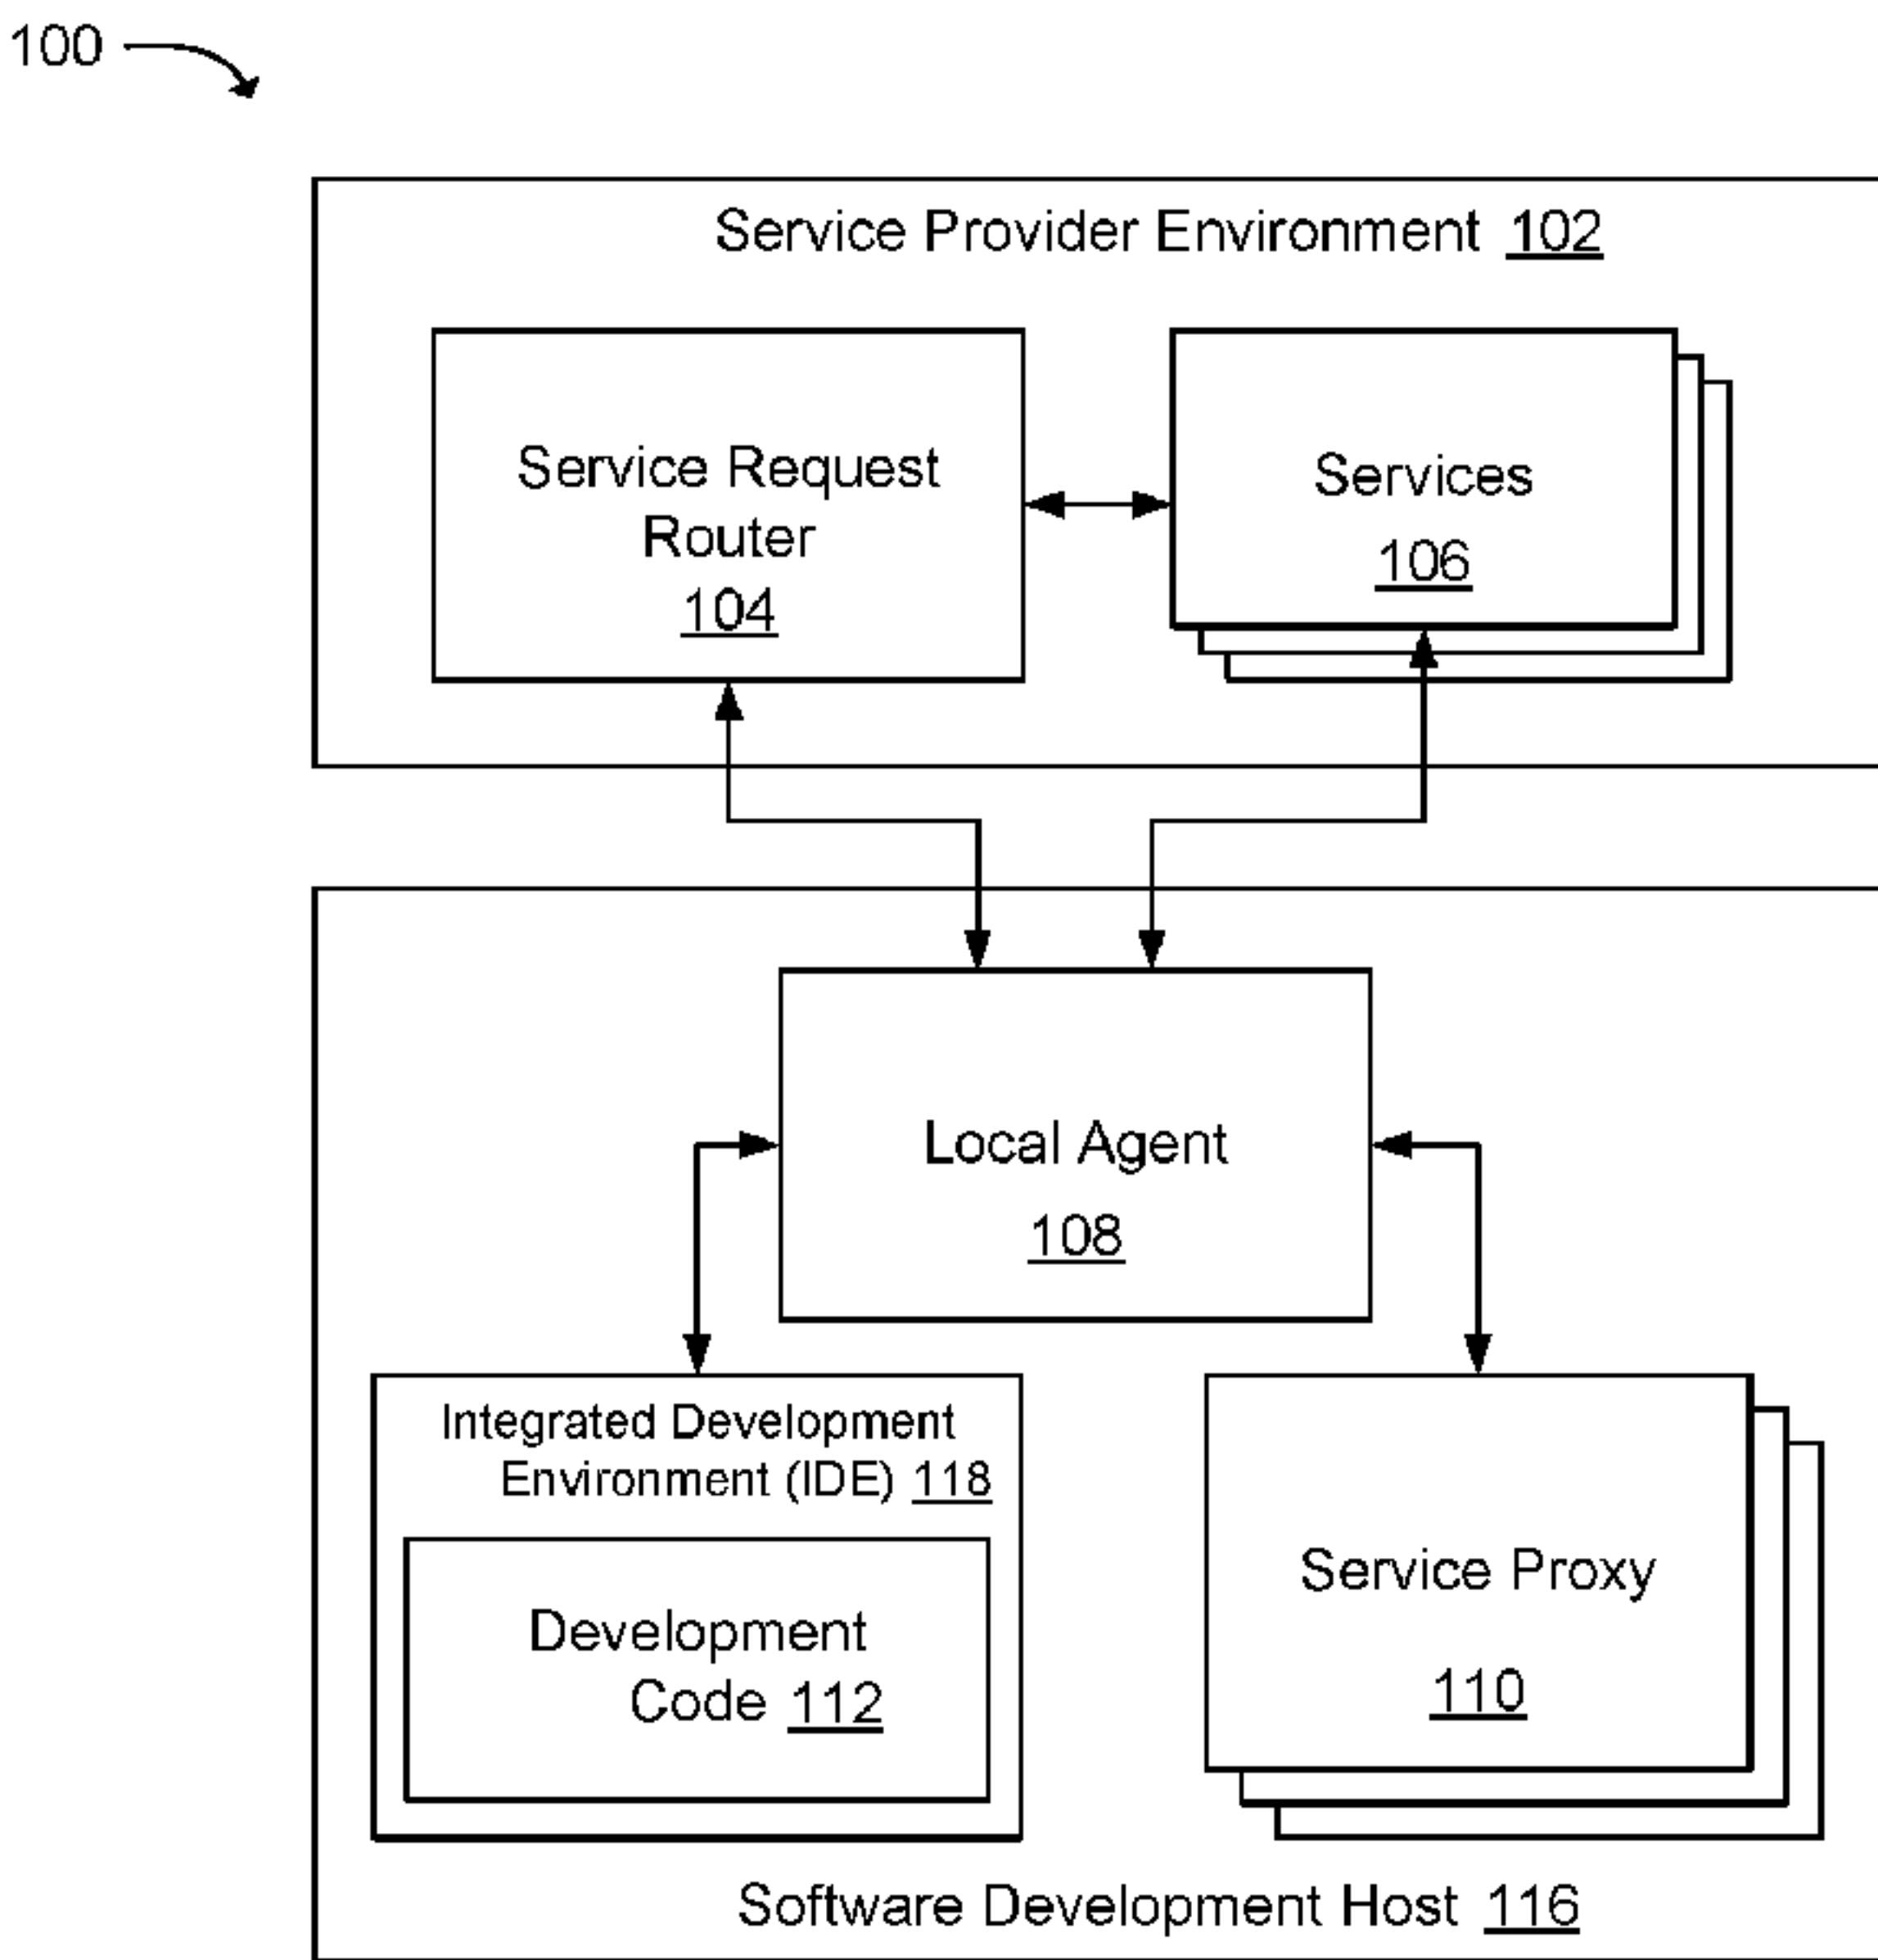 100
Service Provider Environment 102
Service Request
Router
104
Services
106
Local Agent
108
Integrated Development
Environment (IDE) 118
Development
Code 112
Service Proxy
110
Software Development Host 116